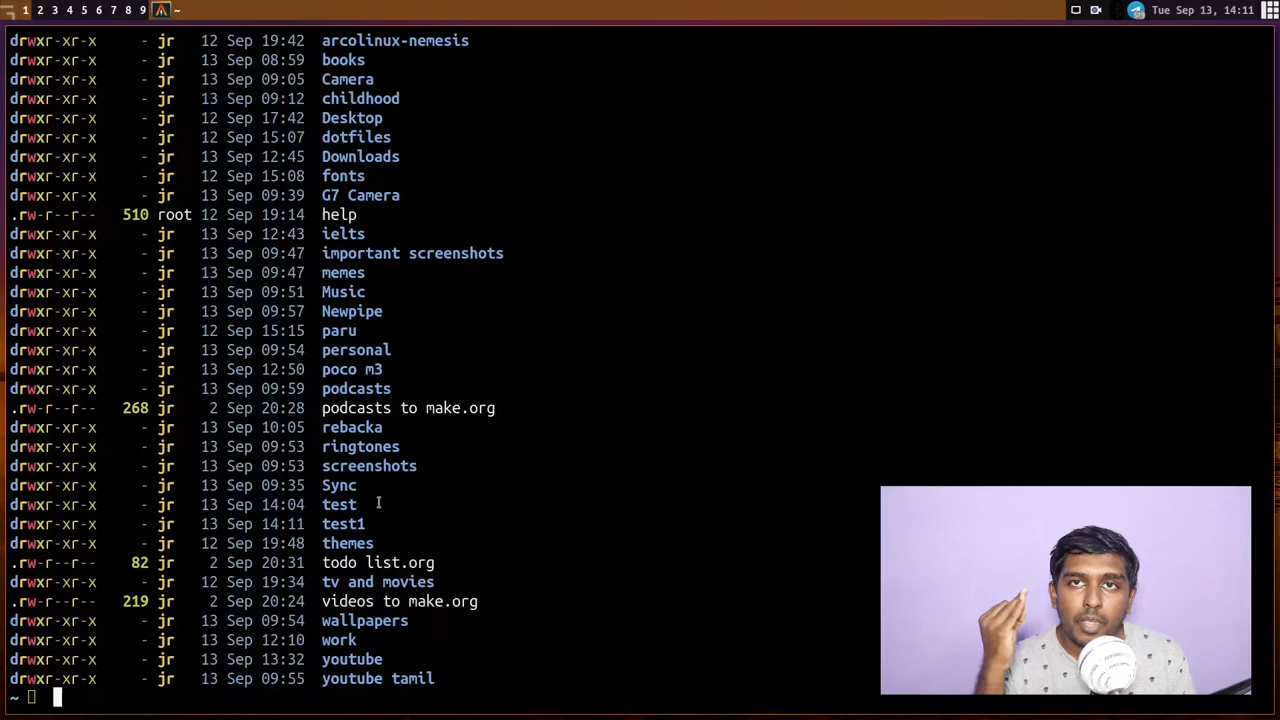 1 2 3 4 5 6 7 8 9 ~ Tue Sep 13, 14:11
drwxr-xr-x - jr 12 Sep 19:42 arcolinux-nemesis
drwxr-xr-x - jr 13 Sep 08:59 books
drwxr-xr-x - jr 13 Sep 09:05 Camera
drwxr-xr-x - jr 13 Sep 09:12 childhood
drwxr-xr-x - jr 12 Sep 17:42 Desktop
drwxr-xr-x - jr 12 Sep 15:07 dotfiles
drwxr-xr-x - jr 13 Sep 12:45 Downloads
drwxr-xr-x - jr 12 Sep 15:08 fonts
drwxr-xr-x - jr 13 Sep 09:39 G7 Camera
.rw-r--r-- 510 root 12 Sep 19:14 help
drwxr-xr-x - jr 13 Sep 12:43 ielts
drwxr-xr-x - jr 13 Sep 09:47 important screenshots
drwxr-xr-x - jr 13 Sep 09:47 memes
drwxr-xr-x - jr 13 Sep 09:51 Music
drwxr-xr-x - jr 13 Sep 09:57 Newpipe
drwxr-xr-x - jr 12 Sep 15:15 paru
drwxr-xr-x - jr 13 Sep 09:54 personal
drwxr-xr-x - jr 13 Sep 12:50 poco m3
drwxr-xr-x - jr 13 Sep 09:59 podcasts
.rw-r--r-- 268 jr 2 Sep 20:28 podcasts to make.org
drwxr-xr-x - jr 13 Sep 10:05 rebacka
drwxr-xr-x - jr 13 Sep 09:53 ringtones
drwxr-xr-x - jr 13 Sep 09:53 screenshots
drwxr-xr-x - jr 13 Sep 09:35 Sync
drwxr-xr-x - jr 13 Sep 14:04 test
drwxr-xr-x - jr 13 Sep 14:11 test1
drwxr-xr-x - jr 12 Sep 19:48 themes
.rw-r--r-- 82 jr 2 Sep 20:31 todo list.org
drwxr-xr-x - jr 12 Sep 19:34 tv and movies
.rw-r--r-- 219 jr 2 Sep 20:24 videos to make.org
drwxr-xr-x - jr 13 Sep 09:54 wallpapers
drwxr-xr-x - jr 13 Sep 12:10 work
drwxr-xr-x - jr 13 Sep 13:32 youtube
drwxr-xr-x - jr 13 Sep 09:55 youtube tamil
~